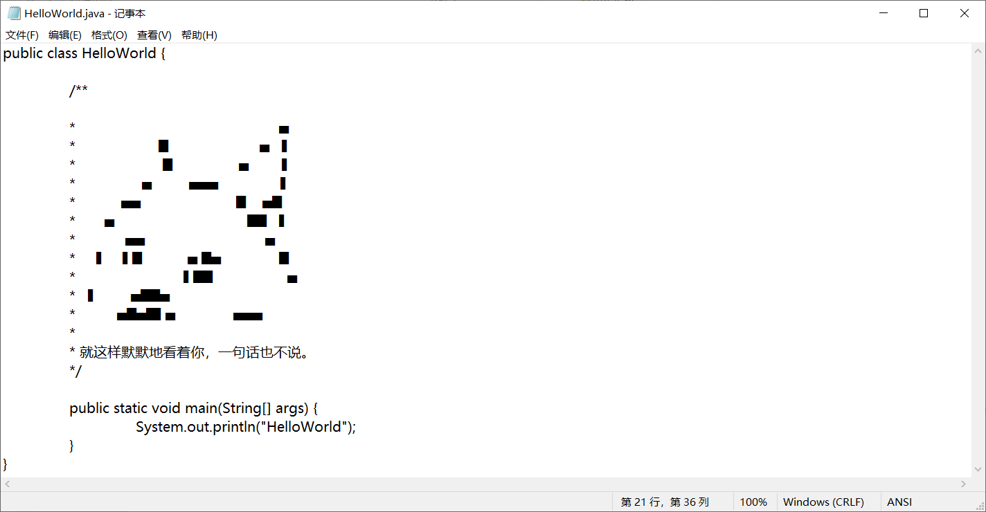 HelloWorld.java - 记事本
文件(F) 编辑(E) 格式(O) 查看(V) 帮助(H)
public class HelloWorld {
/**
*
*
*
*
*
*
*
*
*
*
*
*
* 就这样默默地看着你，一句话也不说。
*/
public static void main(String[] args) {
System.out.println("HelloWorld");
}
}
第 21 行，第 36 列 100% Windows (CRLF) ANSI